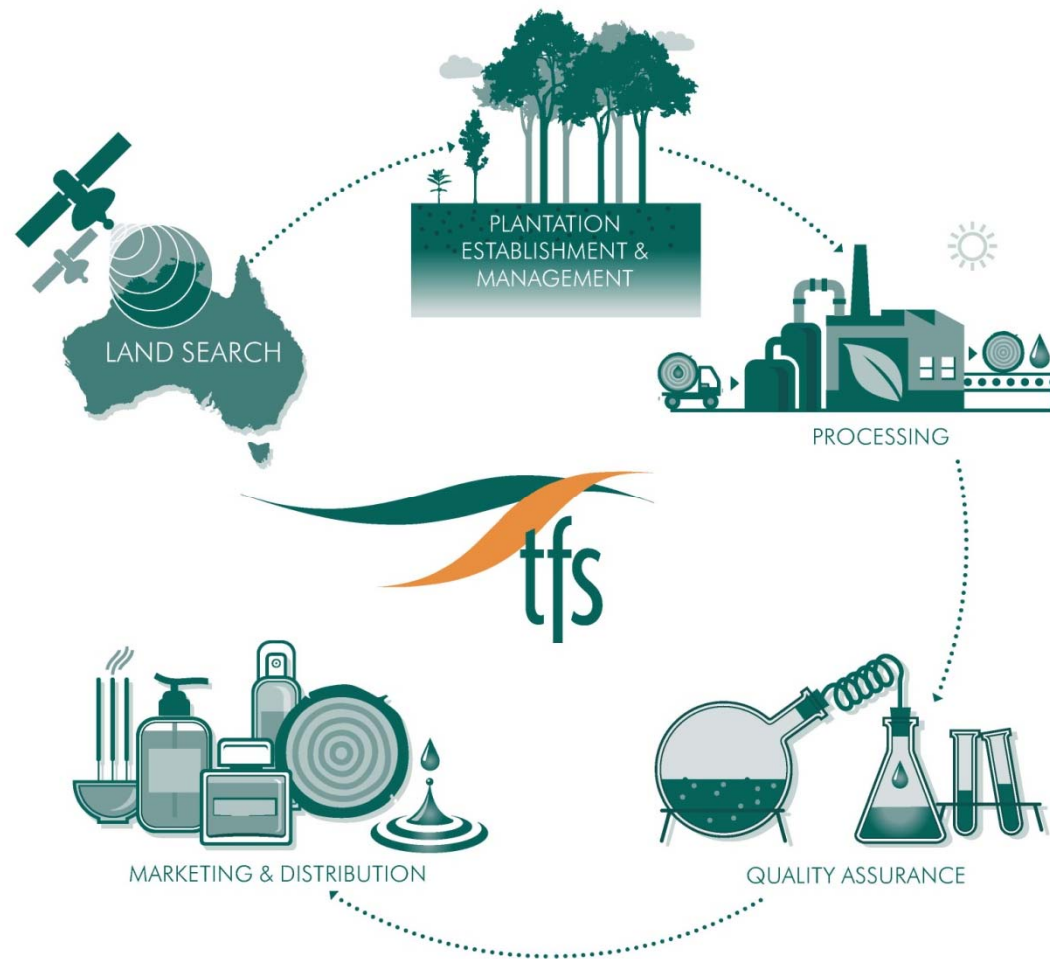 LAND SEARCH
PLANTATION
ESTABLISHMENT &
MANAGEMENT
PROCESSING
QUALITY ASSURANCE
MARKETING & DISTRIBUTION
tfs